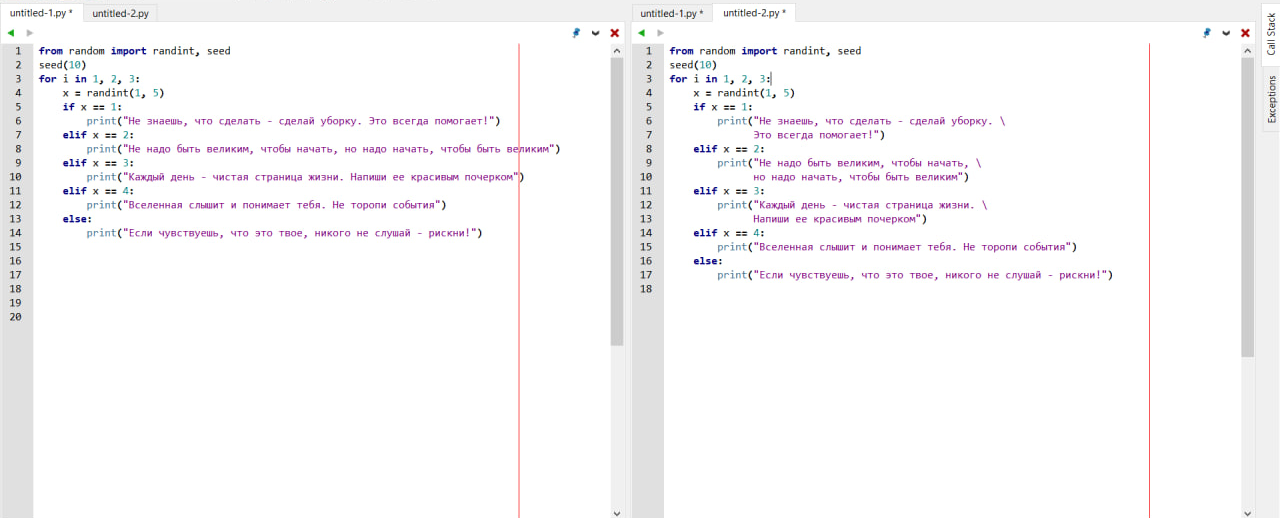 untitled-1.py * untitled-2.py
1 from random import randint, seed
2 seed(10)
3 for i in 1, 2, 3:
4     x = randint(1, 5)
5     if x == 1:
6         print("Не знаешь, что сделать - сделай уборку. Это всегда помогает!")
7     elif x == 2:
8         print("Не надо быть великим, чтобы начать, но надо начать, чтобы быть великим")
9     elif x == 3:
10         print("Каждый день - чистая страница жизни. Напиши ее красивым почерком")
11     elif x == 4:
12         print("Вселенная слышит и понимает тебя. Не торопи события")
13     else:
14         print("Если чувствуешь, что это твое, никого не слушай - рискни!")
15
16
17
18
19
20
untitled-1.py * untitled-2.py *
1 from random import randint, seed
2 seed(10)
3 for i in 1, 2, 3:
4     x = randint(1, 5)
5     if x == 1:
6         print("Не знаешь, что сделать - сделай уборку. \
7               Это всегда помогает!")
8     elif x == 2:
9         print("Не надо быть великим, чтобы начать, \
10               но надо начать, чтобы быть великим")
11     elif x == 3:
12         print("Каждый день - чистая страница жизни. \
13               Напиши ее красивым почерком")
14     elif x == 4:
15         print("Вселенная слышит и понимает тебя. Не торопи события")
16     else:
17         print("Если чувствуешь, что это твое, никого не слушай - рискни!")
18
Call Stack
Exceptions